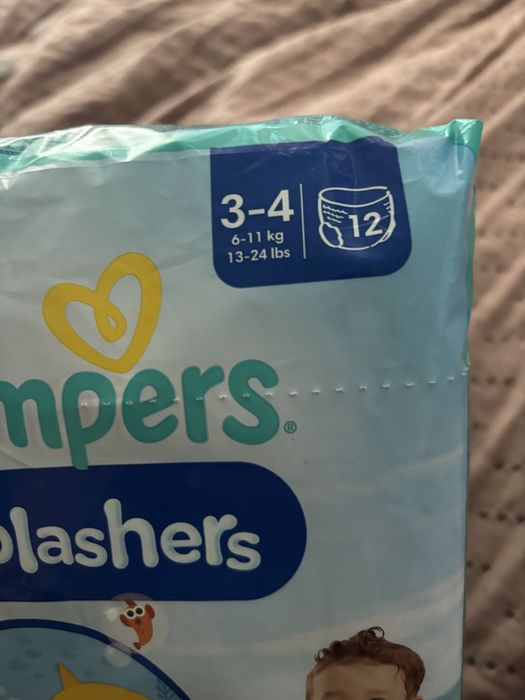 3-4
6-11 kg
13-24 lbs
12
mpers®
plashers